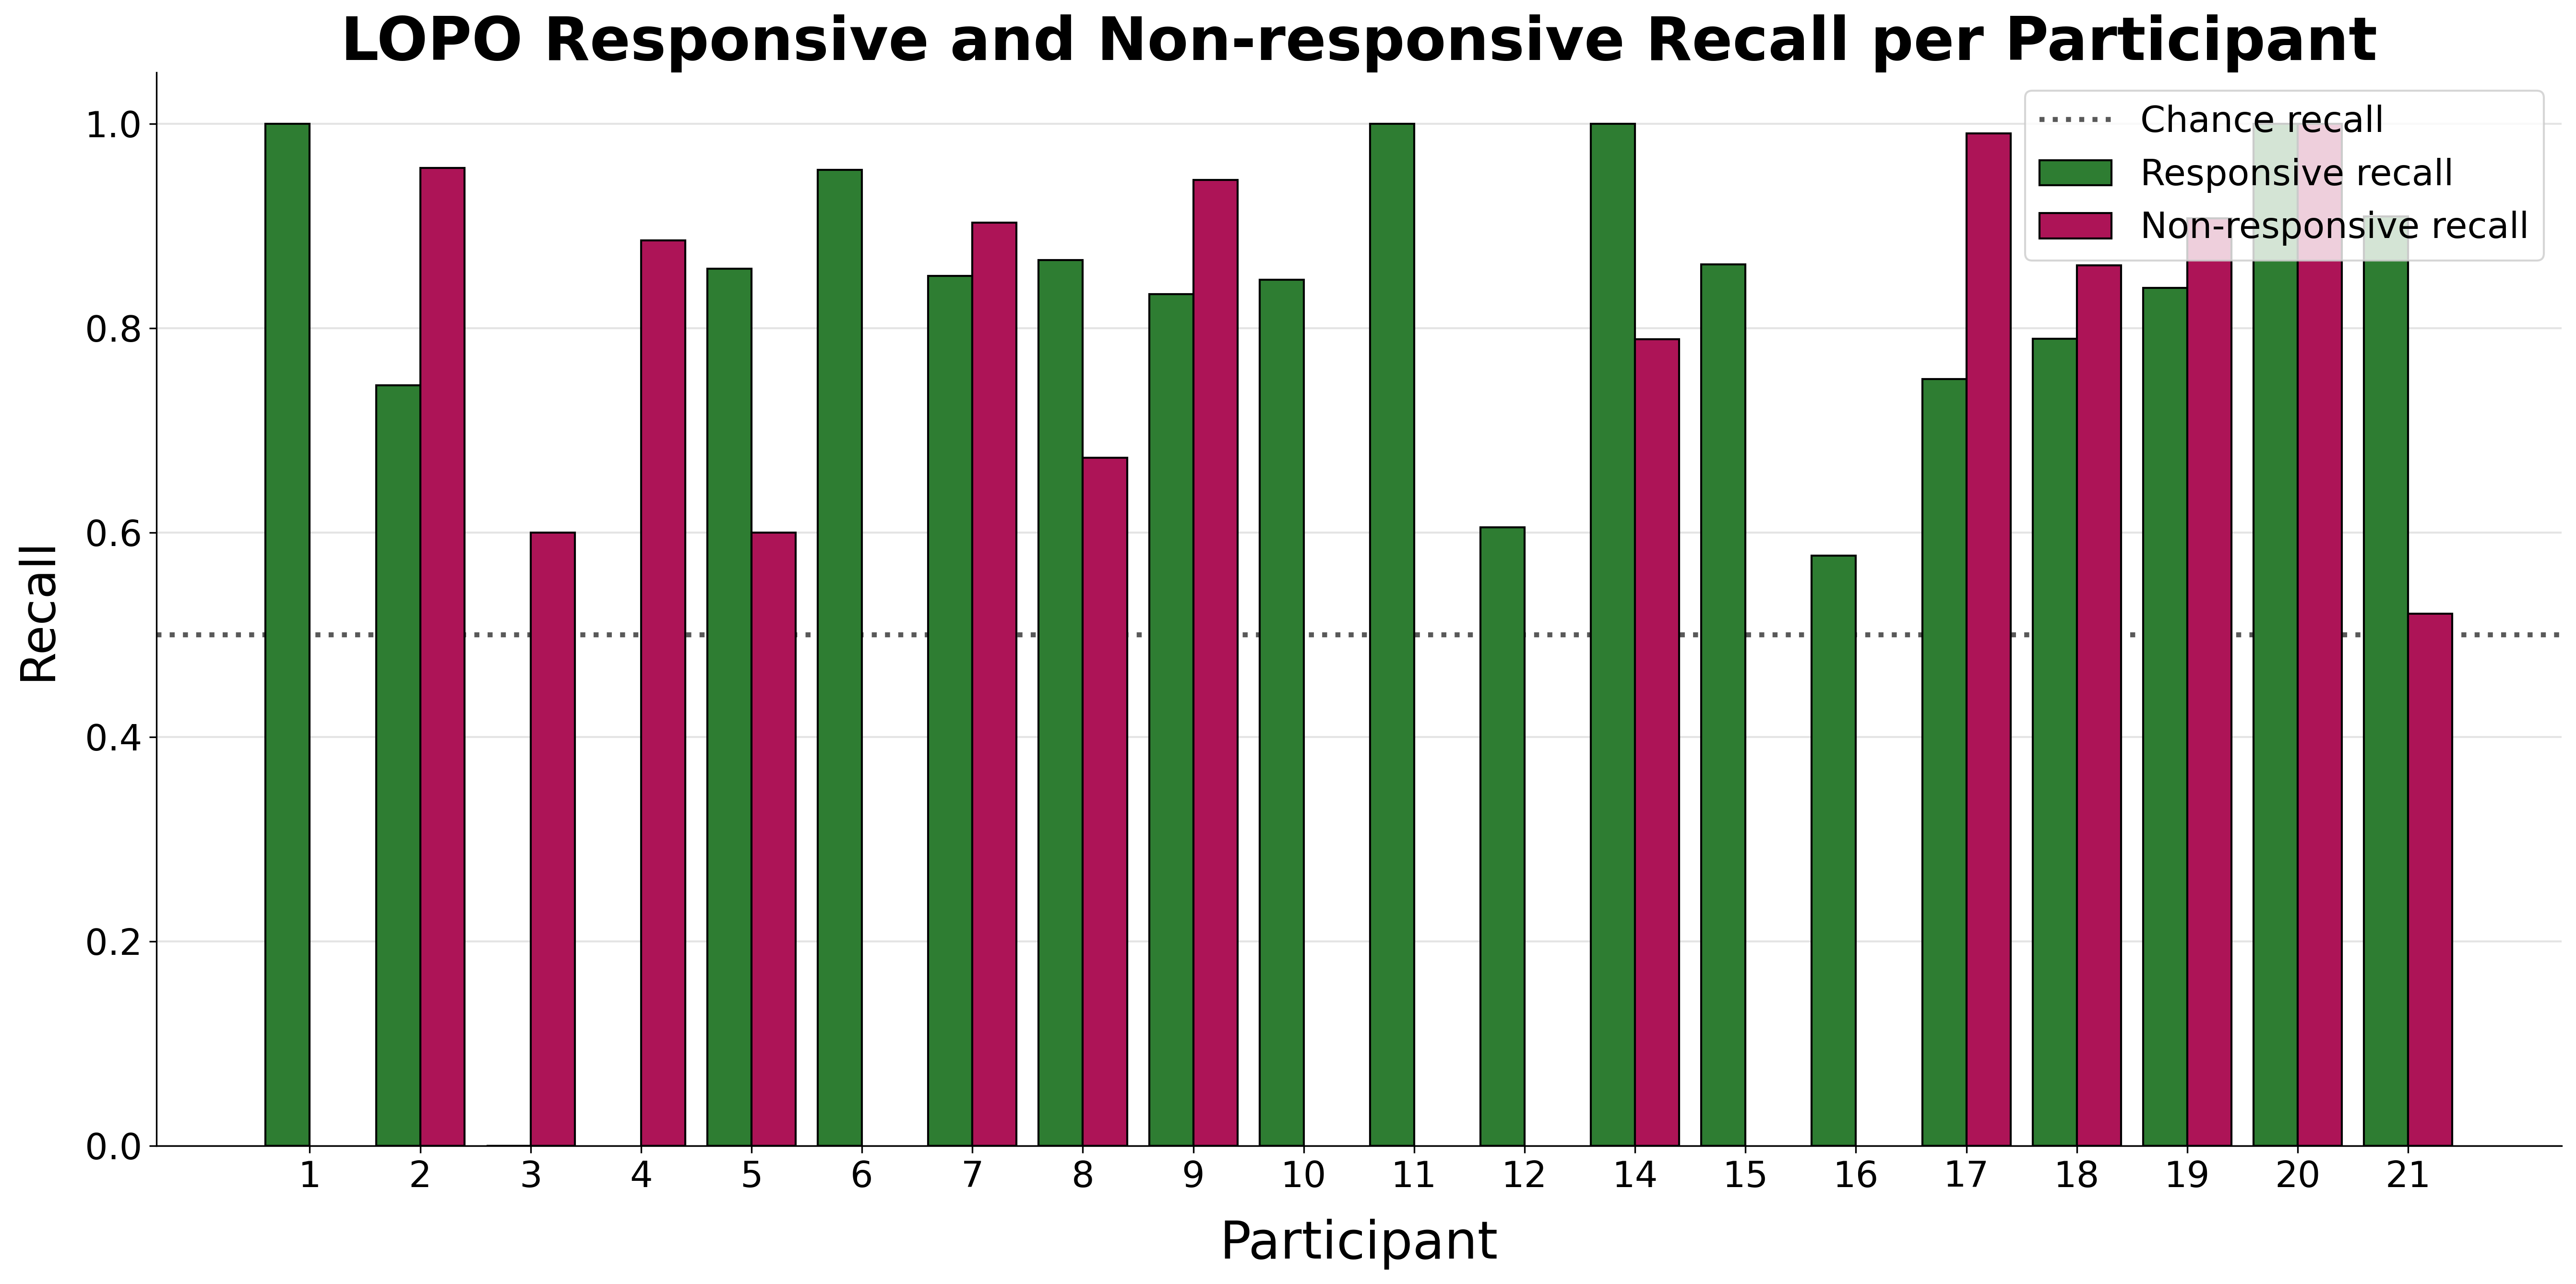 LOPO Responsive and Non-responsive Recall per Participant
Chance recall
Responsive recall
Non-responsive recall
Recall
1.0
0.8
0.6
0.4
0.2
0.0
1 2 3 4 5 6 7 8 9 10 11 12 14 15 16 17 18 19 20 21
Participant